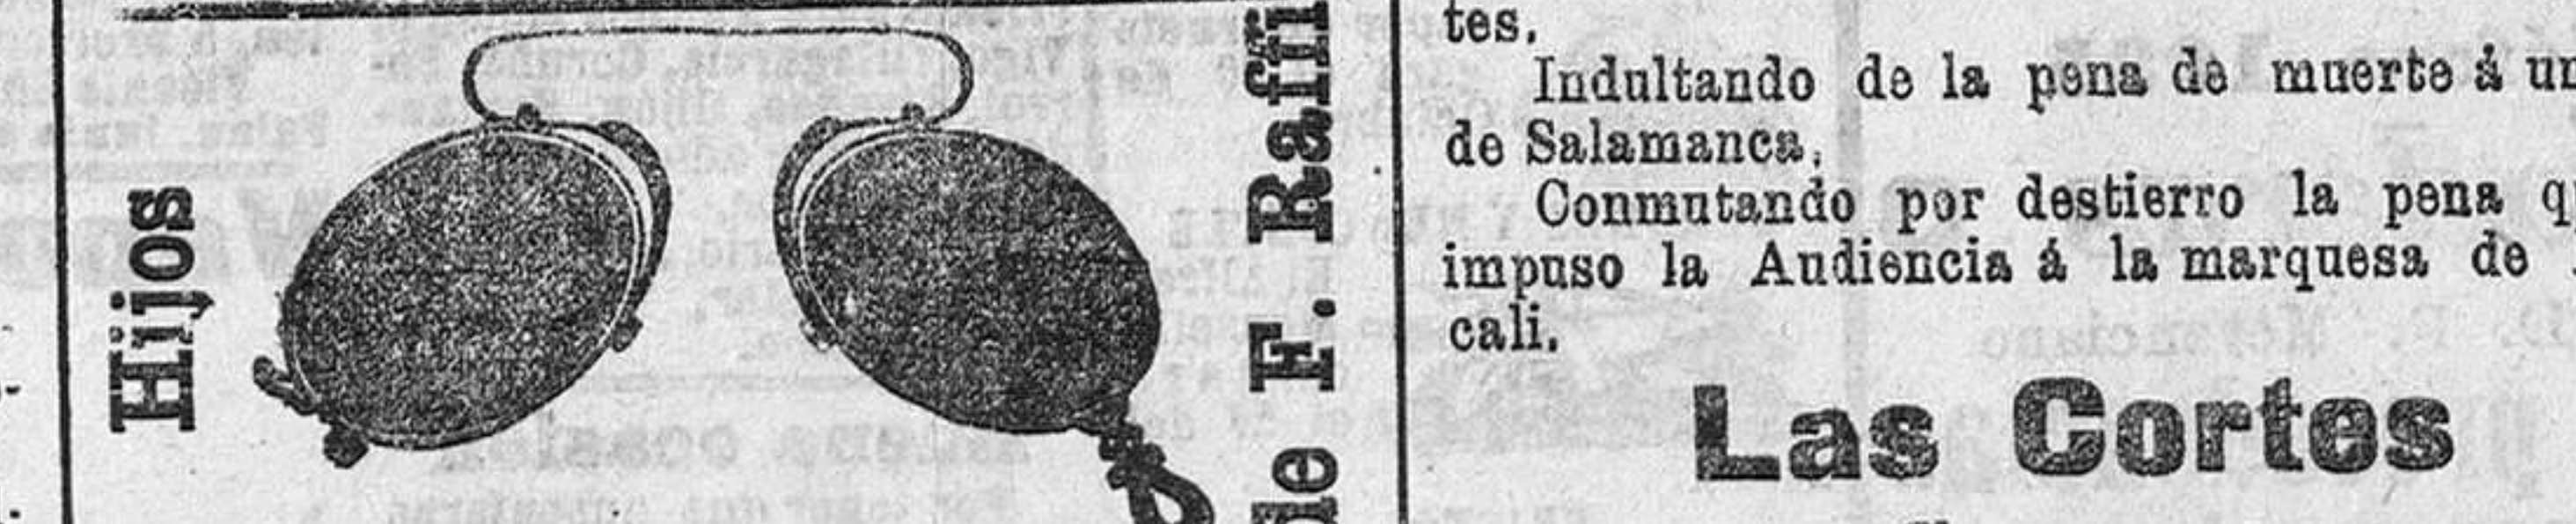 Hijos
de F. Raffi
tes.
Indultando de la pena de muerte á un
de Salamanca.
Conmutando por destierro la pena q
impuso la Audiencia á la marquesa de
cali.
Las Cortes